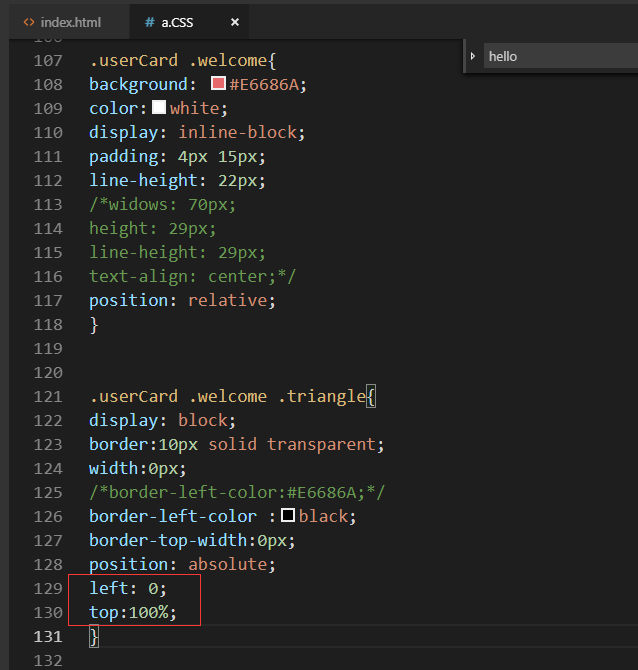 <> index.html # a.CSS ×
hello
106
107 .userCard .welcome{
108 background: #E6686A;
109 color: white;
110 display: inline-block;
111 padding: 4px 15px;
112 line-height: 22px;
113 /*widows: 70px;
114 height: 29px;
115 line-height: 29px;
116 text-align: center;*/
117 position: relative;
118 }
119
120
121 .userCard .welcome .triangle{
122 display: block;
123 border:10px solid transparent;
124 width:0px;
125 /*border-left-color:#E6686A;*/
126 border-left-color : black;
127 border-top-width:0px;
128 position: absolute;
129 left: 0;
130 top:100%;
131 }
132